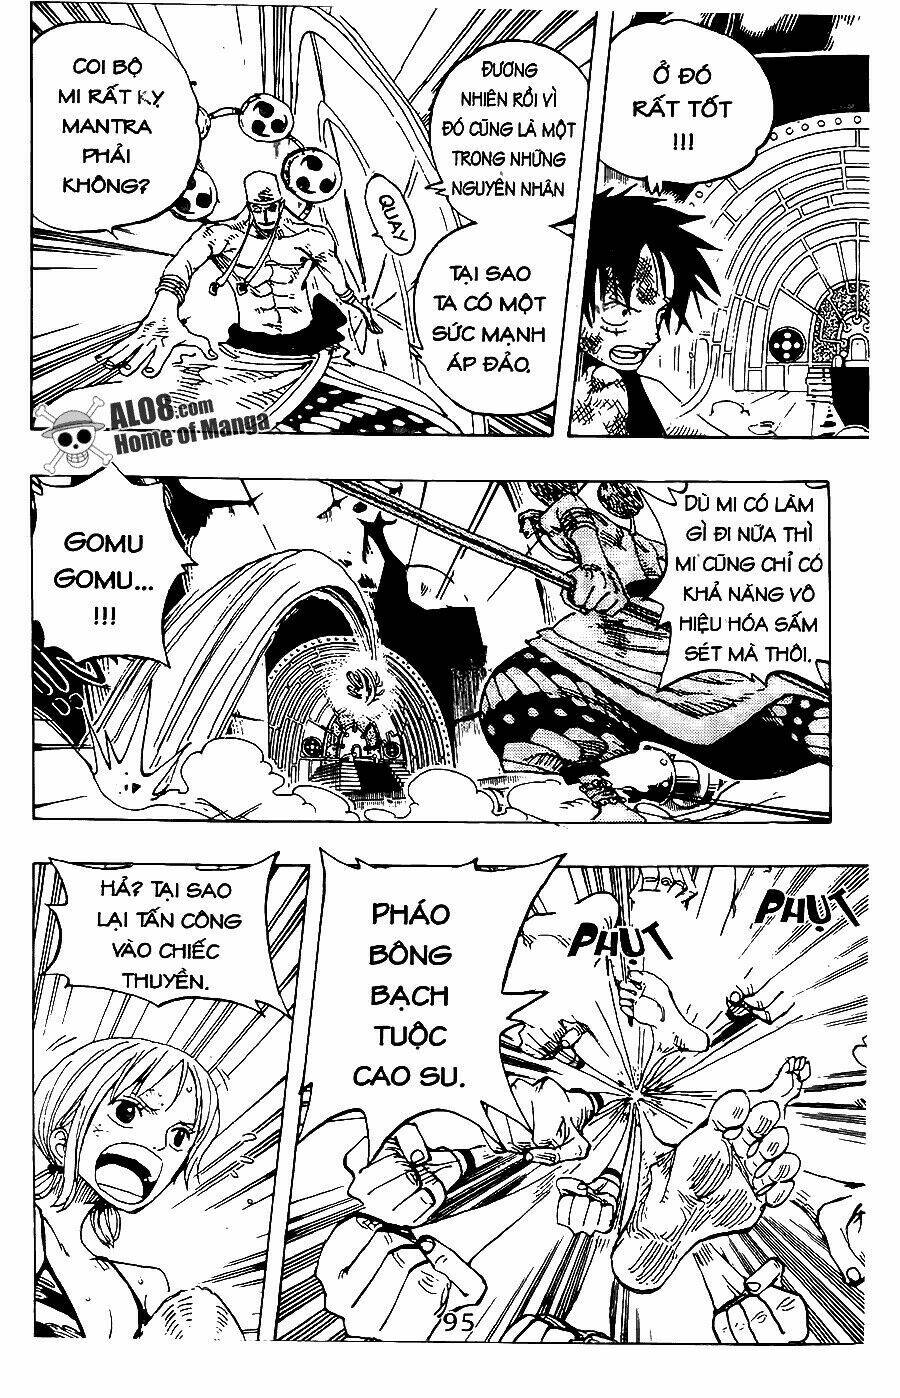 Ở ĐÓ
RẤT TỐT
!!!
ĐƯƠNG
NHIÊN RỒI VÌ
ĐÓ CŨNG LÀ MỘT
TRONG NHỮNG
NGUYÊN NHÂN
TẠI SAO
TA CÓ MỘT
SỨC MẠNH
ÁP ĐẢO.
QUAY
COI BỘ
MI RẤT KỴ
MANTRA
PHẢI
KHÔNG?
AL08.com
Home of Manga
DÙ MI CÓ LÀM
GÌ ĐI NỮA THÌ
MI CŨNG CHỈ CÓ
KHẢ NĂNG VÔ
HIỆU HÓA SẤM
SÉT MÀ THÔI.
GOMU
GOMU...
!!!
PHỤT
PHỤT
PHÁO
BÔNG
BẠCH
TUỘC
CAO SU.
HẢ? TẠI SAO
LẠI TẤN CÔNG
VÀO CHIẾC
THUYỀN.
95